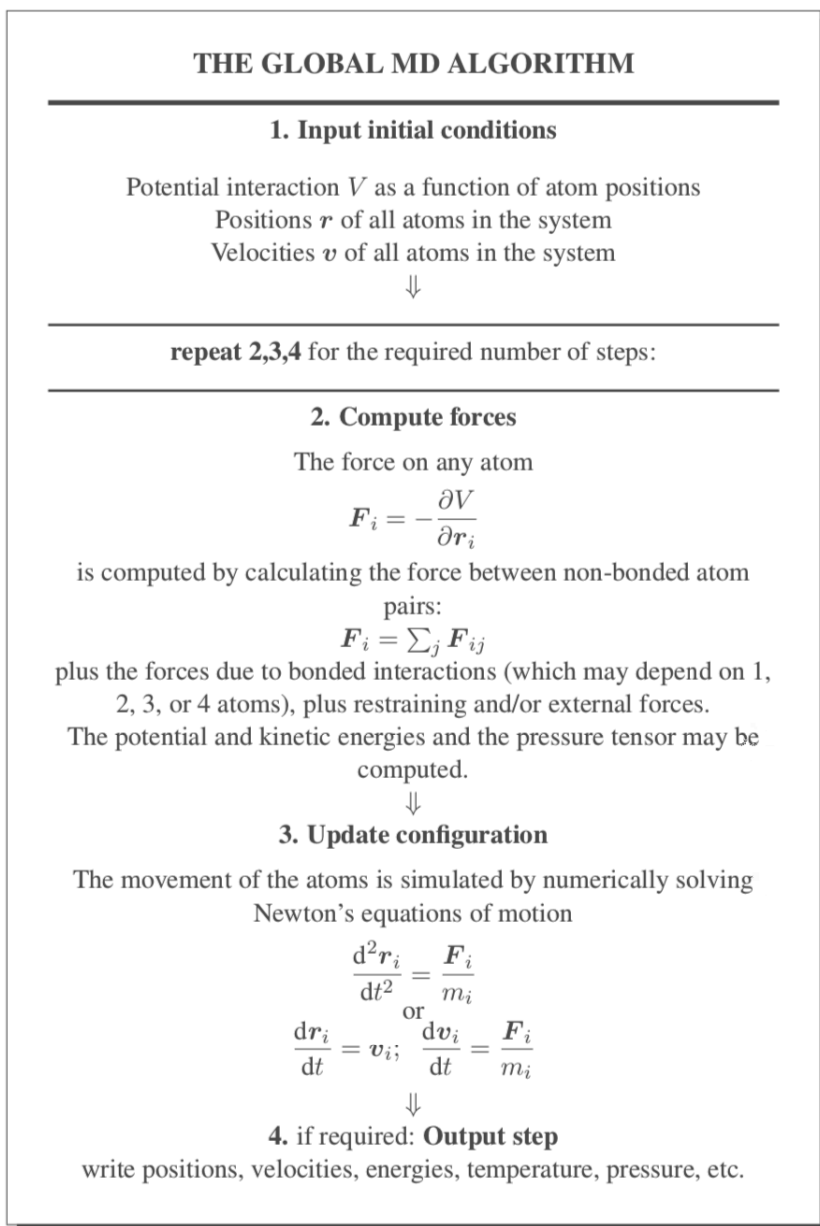 THE GLOBAL MD ALGORITHM
1. Input initial conditions
Potential interaction V as a function of atom positions
Positions r of all atoms in the system
Velocities v of all atoms in the system
⇓
repeat 2,3,4 for the required number of steps:
2. Compute forces
The force on any atom
F_i = −∂V/∂r_i
is computed by calculating the force between non-bonded atom
pairs:
F_i = ∑_j F_ij
plus the forces due to bonded interactions (which may depend on 1,
2, 3, or 4 atoms), plus restraining and/or external forces.
The potential and kinetic energies and the pressure tensor may be
computed.
⇓
3. Update configuration
The movement of the atoms is simulated by numerically solving
Newton's equations of motion
d²r_i/dt² = F_i/m_i
or
dr_i/dt = v_i; dv_i/dt = F_i/m_i
⇓
4. if required: Output step
write positions, velocities, energies, temperature, pressure, etc.